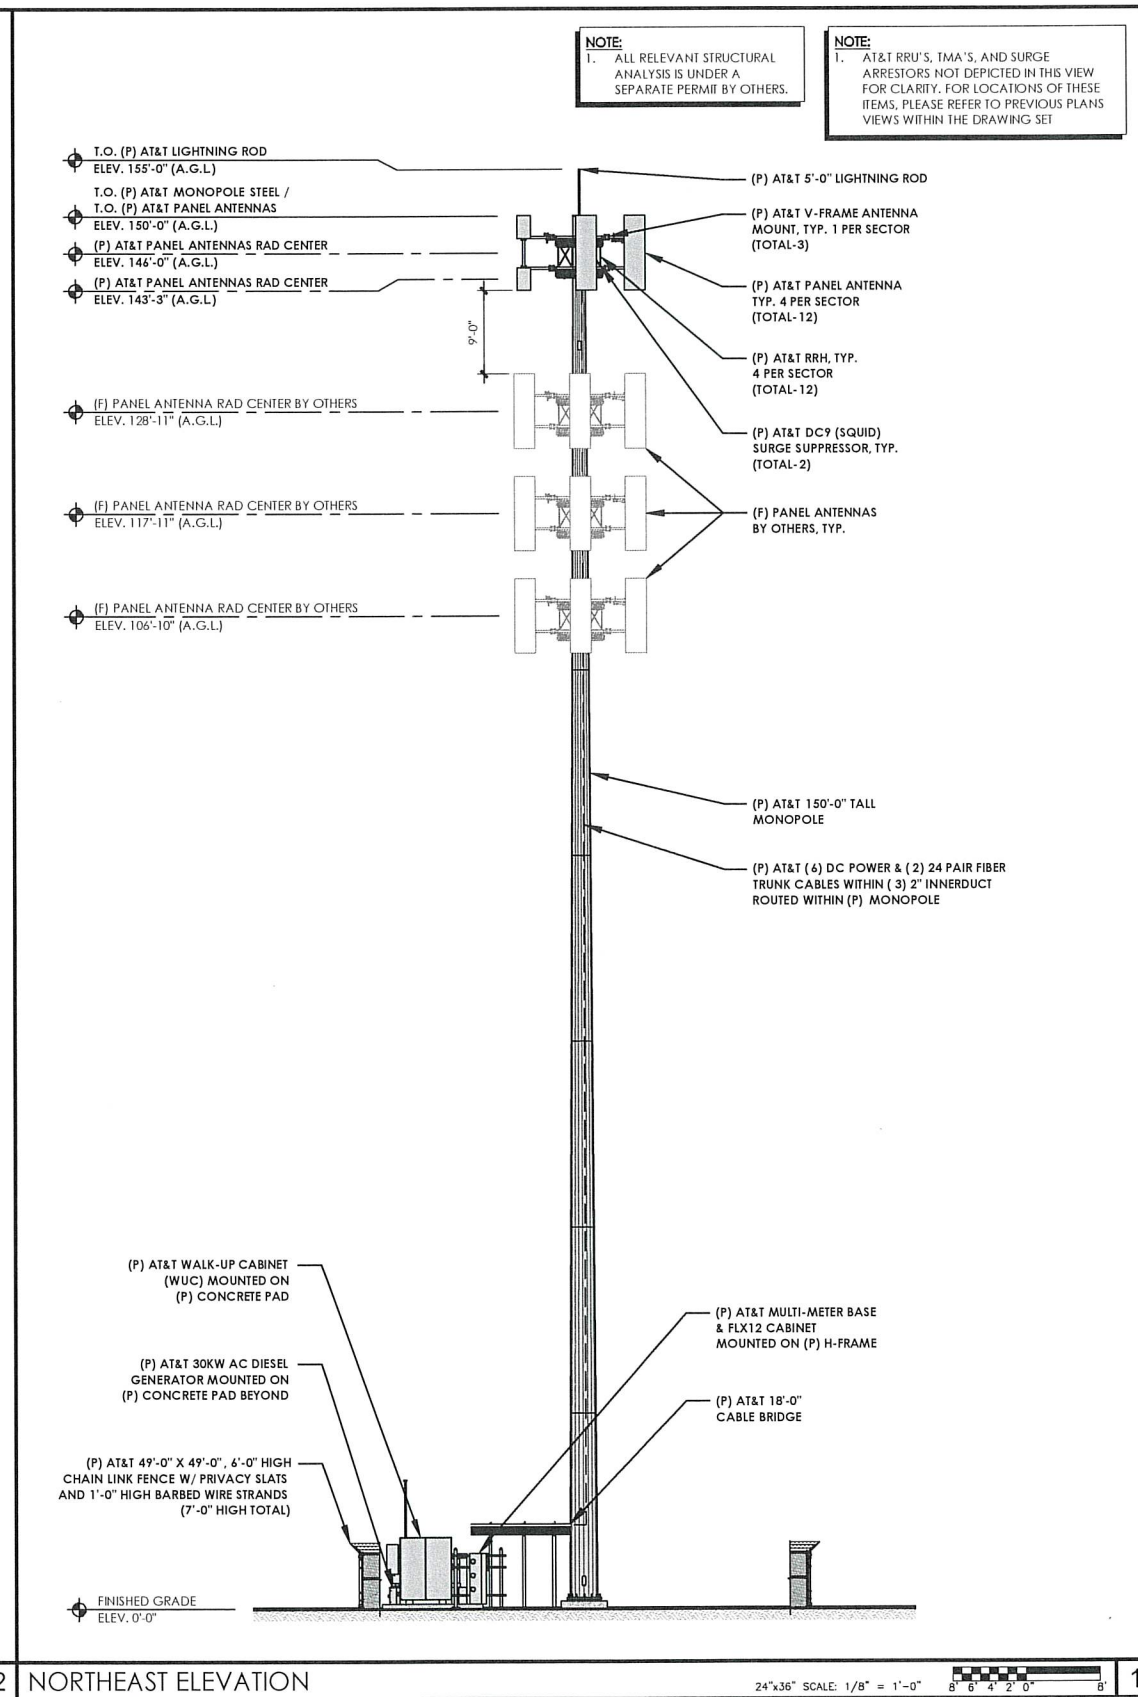 NOTE:
1. ALL RELEVANT STRUCTURAL
ANALYSIS IS UNDER A
SEPARATE PERMIT BY OTHERS.
NOTE:
1. AT&T RRU'S, TMA'S, AND SURGE
ARRESTORS NOT DEPICTED IN THIS VIEW
FOR CLARITY. FOR LOCATIONS OF THESE
ITEMS, PLEASE REFER TO PREVIOUS PLANS
VIEWS WITHIN THE DRAWING SET
T.O. (P) AT&T LIGHTNING ROD
ELEV. 155'-0" (A.G.L.)
T.O. (P) AT&T MONOPOLE STEEL /
T.O. (P) AT&T PANEL ANTENNAS
ELEV. 150'-0" (A.G.L.)
(P) AT&T PANEL ANTENNAS RAD CENTER
ELEV. 146'-0" (A.G.L.)
(P) AT&T PANEL ANTENNAS RAD CENTER
ELEV. 143'-3" (A.G.L.)
9'-0"
(F) PANEL ANTENNA RAD CENTER BY OTHERS
ELEV. 128'-11" (A.G.L.)
(F) PANEL ANTENNA RAD CENTER BY OTHERS
ELEV. 117'-11" (A.G.L.)
(F) PANEL ANTENNA RAD CENTER BY OTHERS
ELEV. 106'-10" (A.G.L.)
(P) AT&T 5'-0" LIGHTNING ROD
(P) AT&T V-FRAME ANTENNA
MOUNT, TYP. 1 PER SECTOR
(TOTAL-3)
(P) AT&T PANEL ANTENNA
TYP. 4 PER SECTOR
(TOTAL-12)
(P) AT&T RRH, TYP.
4 PER SECTOR
(TOTAL-12)
(P) AT&T DC9 (SQUID)
SURGE SUPPRESSOR, TYP.
(TOTAL-2)
(F) PANEL ANTENNAS
BY OTHERS, TYP.
(P) AT&T 150'-0" TALL
MONOPOLE
(P) AT&T ( 6) DC POWER & ( 2) 24 PAIR FIBER
TRUNK CABLES WITHIN ( 3) 2" INNERDUCT
ROUTED WITHIN (P) MONOPOLE
(P) AT&T WALK-UP CABINET
(WUC) MOUNTED ON
(P) CONCRETE PAD
(P) AT&T 30KW AC DIESEL
GENERATOR MOUNTED ON
(P) CONCRETE PAD BEYOND
(P) AT&T 49'-0" X 49'-0", 6'-0" HIGH
CHAIN LINK FENCE W/ PRIVACY SLATS
AND 1'-0" HIGH BARBED WIRE STRANDS
(7'-0" HIGH TOTAL)
(P) AT&T MULTI-METER BASE
& FLX12 CABINET
MOUNTED ON (P) H-FRAME
(P) AT&T 18'-0"
CABLE BRIDGE
FINISHED GRADE
ELEV. 0'-0"
2 NORTHEAST ELEVATION
24"x36" SCALE: 1/8" = 1'-0"
8' 6' 4' 2' 0" 8'
1